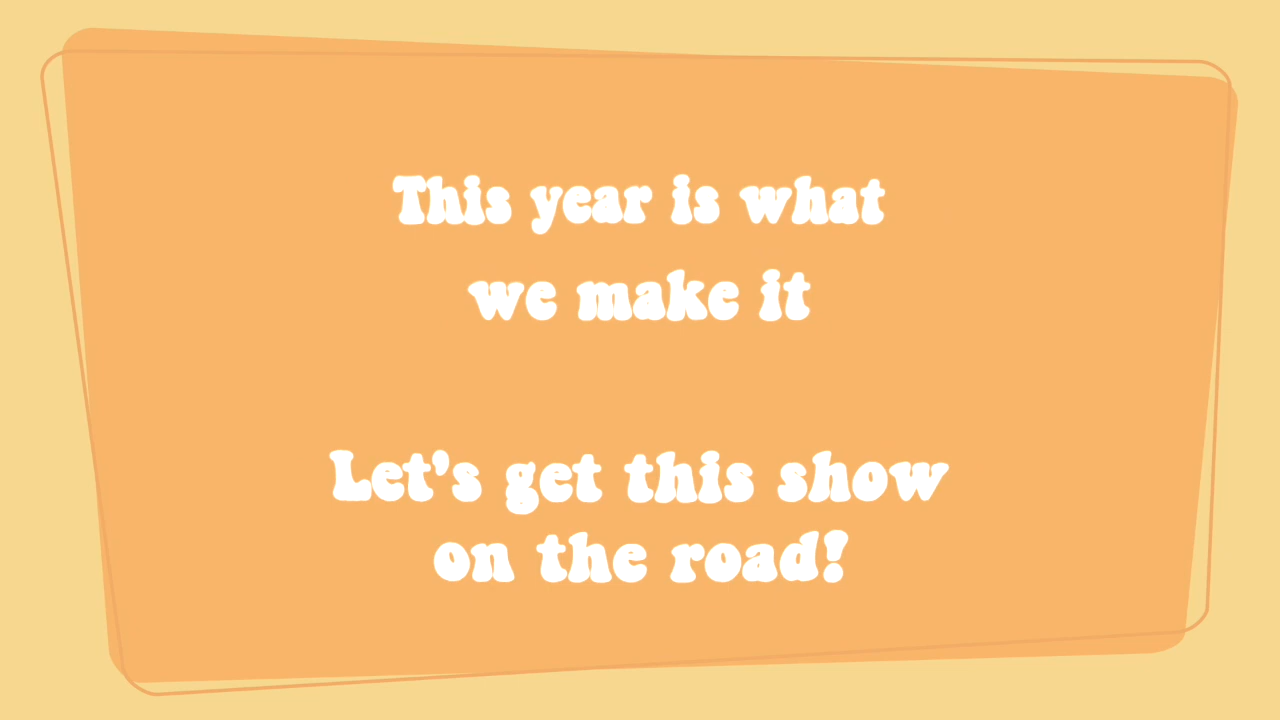 This year is what
we make it
Let's get this show
on the road!